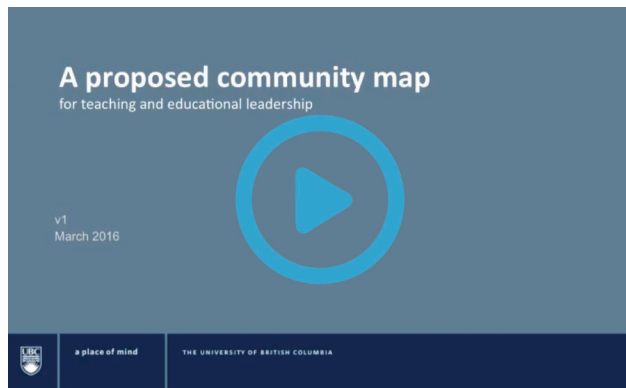 A proposed community map
for teaching and educational leadership
v1
March 2016
UBC
a place of mind
THE UNIVERSITY OF BRITISH COLUMBIA